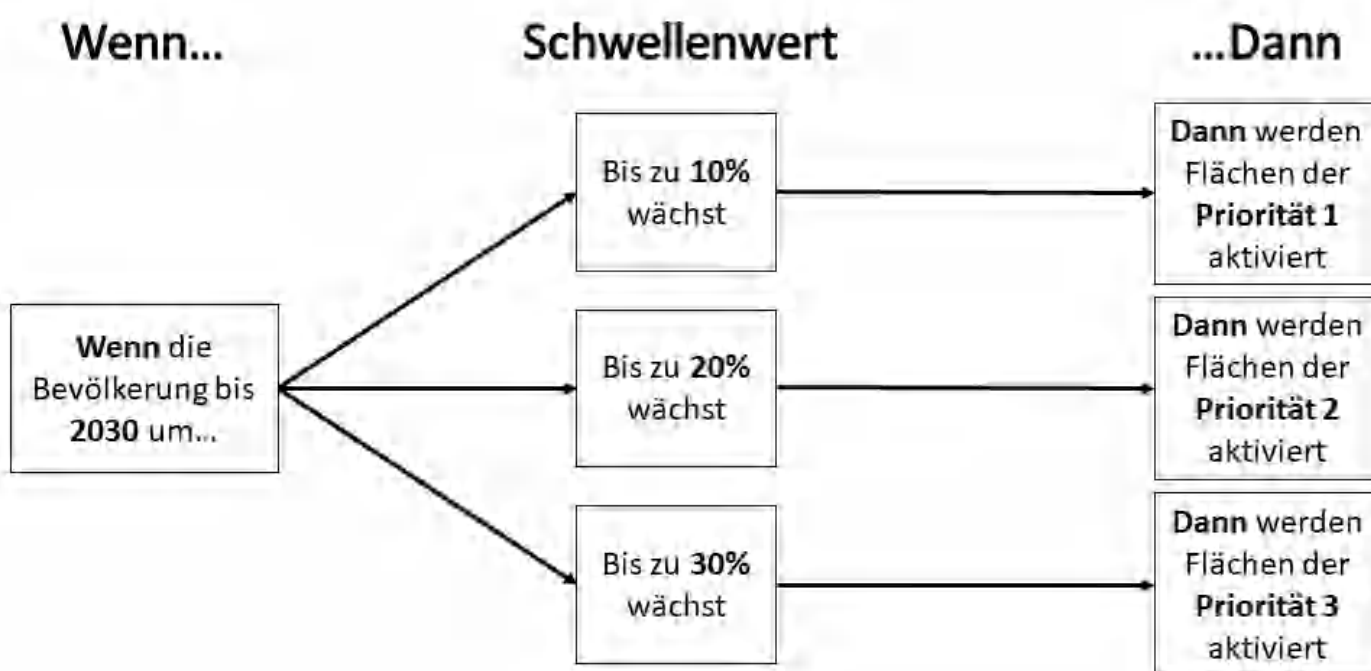 Wenn...
Schwellenwert
...Dann
Wenn die
Bevölkerung bis
2030 um...
Bis zu 10%
wächst
Dann werden
Flächen der
Priorität 1
aktiviert
Bis zu 20%
wächst
Dann werden
Flächen der
Priorität 2
aktiviert
Bis zu 30%
wächst
Dann werden
Flächen der
Priorität 3
aktiviert